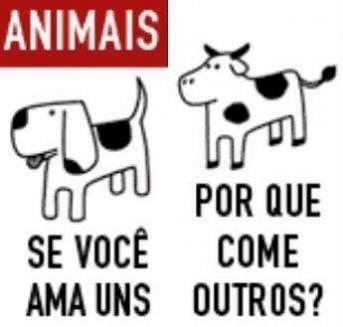 ANIMAIS
SE VOCÊ
AMA UNS
POR QUE
COME
OUTROS?